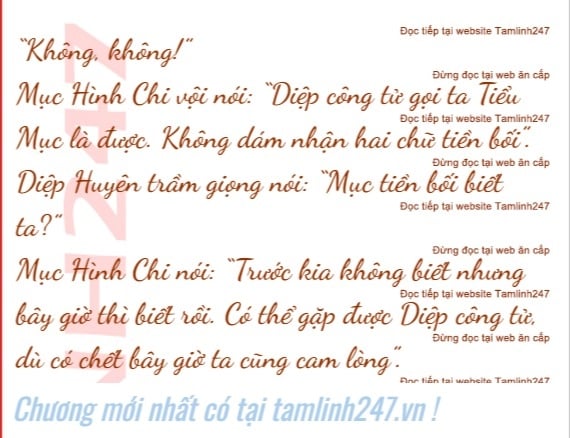 Đọc tiếp tại website Tamlinh247
“Không, không!”
Đừng đọc tại web ăn cắp
Mục Hình Chi vội nói: “Diệp công tử gọi ta Tiểu
Đọc tiếp tại website Tamlinh247
Mục là được. Không dám nhận hai chữ tiền bối”.
Đừng đọc tại web ăn cắp
Diệp Huyên trầm giọng nói: “Mục tiền bối biết
Đọc tiếp tại website Tamlinh247
ta?”
Đừng đọc tại web ăn cắp
Mục Hình Chi nói: “Trước kia không biết nhưng
Đọc tiếp tại website Tamlinh247
bây giờ thì biết rồi. Có thể gặp được Diệp công tử,
Đừng đọc tại web ăn cắp
dù có chết bây giờ ta cũng cam lòng”.
Đọc tiếp tại website Tamlinh247
NH247
Chương mới nhất có tại tamlinh247.vn !